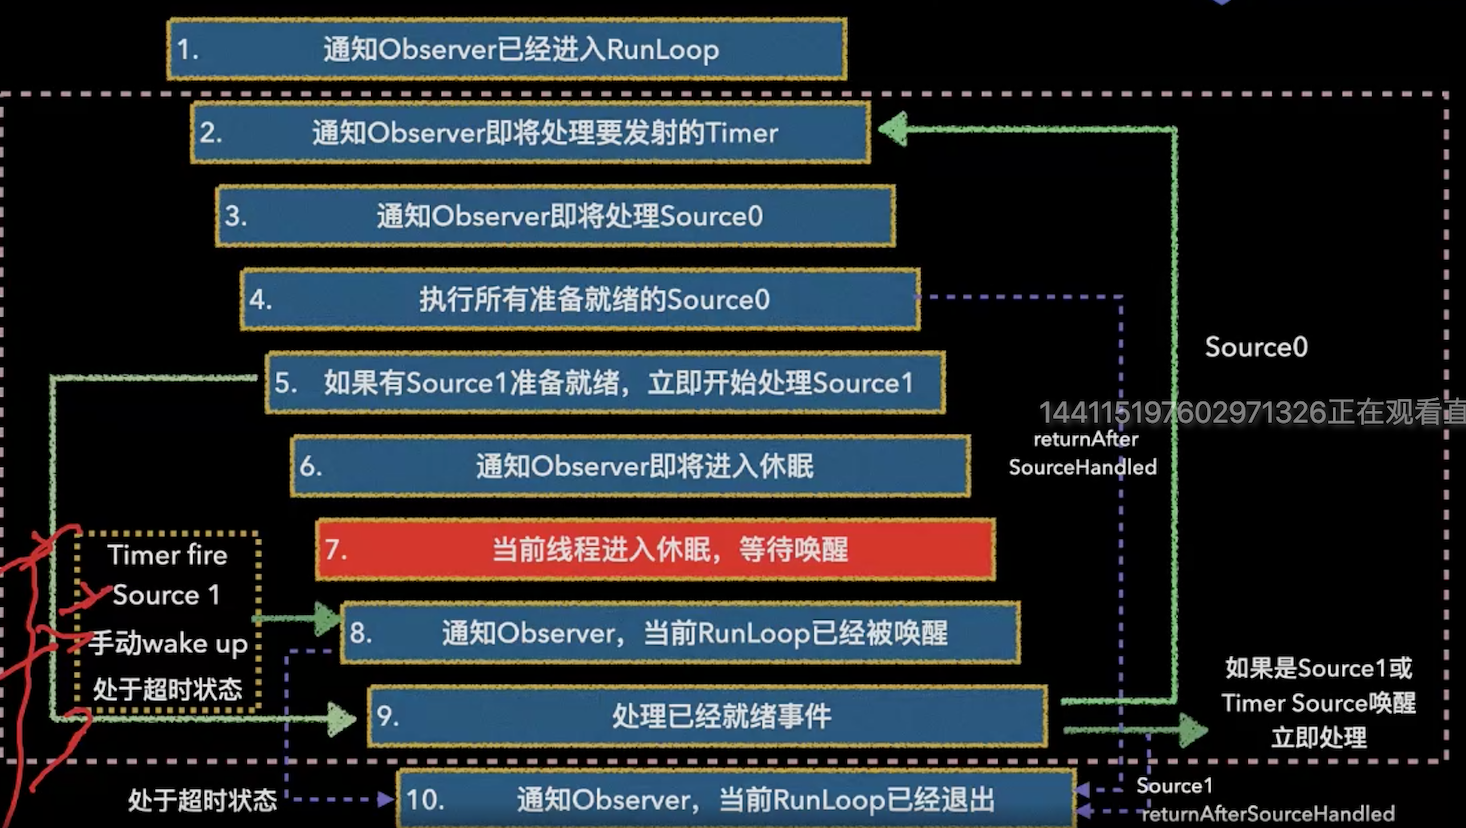 1. 通知Observer已经进入RunLoop
2. 通知Observer即将处理要发射的Timer
3. 通知Observer即将处理Source0
4. 执行所有准备就绪的Source0
Source0
5. 如果有Source1准备就绪，立即开始处理Source1
144115197602971326正在观看直
returnAfter
SourceHandled
6. 通知Observer即将进入休眠
7. 当前线程进入休眠，等待唤醒
Timer fire
Source 1
手动wake up
处于超时状态
8. 通知Observer，当前RunLoop已经被唤醒
9. 处理已经就绪事件
如果是Source1或
Timer Source唤醒
立即处理
处于超时状态
10. 通知Observer，当前RunLoop已经退出
Source1
returnAfterSourceHandled